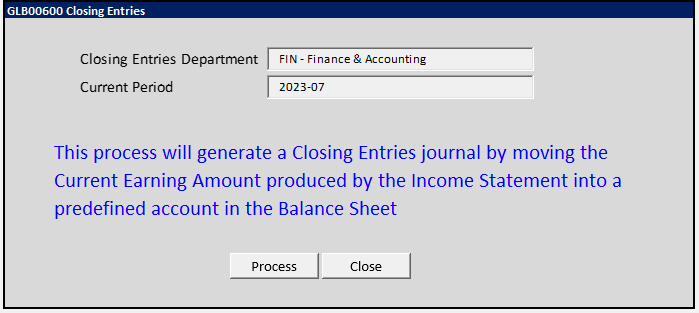 GLB00600 Closing Entries
Closing Entries Department FIN - Finance & Accounting
Current Period 2023-07
This process will generate a Closing Entries journal by moving the
Current Earning Amount produced by the Income Statement into a
predefined account in the Balance Sheet
Process Close